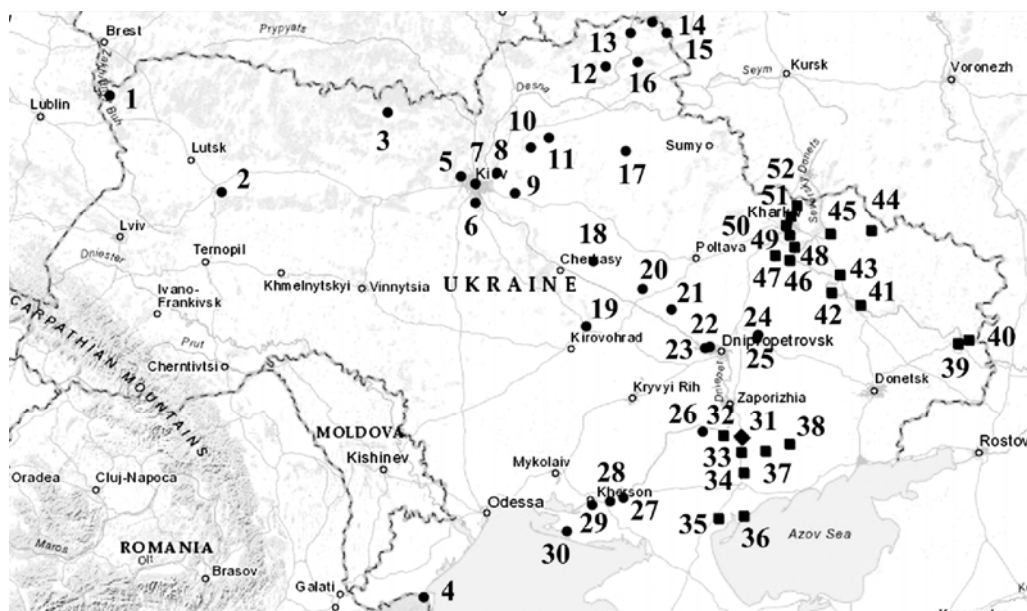 Brest
Prypyats
14
13
15
12
16
Kursk
Seym
Voronezh
Zakhidnyy
Buh
1
Lublin
3
Desna
10
11
Sumy
17
Lutsk
7
8
5
Kiev
2
9
6
52
51
Khark
50
44
45
Lviv
Dniester
Ternopil
18
Cherkasy
Poltava
49
48
47
46
43
Khmelnytskyi
Vinnytsia
UKRAINE
20
42
41
Ivano-
Frankivsk
CARPATHIAN MOUNTAINS
21
19
Kirovohrad
22
24
23
Dnipropetrovsk
25
40
39
Prut
Cherntivtsi
Dnieper
Donetsk
Kryvyi Rih
Zaporizhia
26
32
31
38
MOLDOVA
Kishinev
33
37
Rostov
Mykolaiv
34
Oradea
Cluj-Napoca
28
Kherson
Odessa
29
27
35
36
Azov Sea
30
Maros
ROMANIA
Olt
Brasov
Galati
4